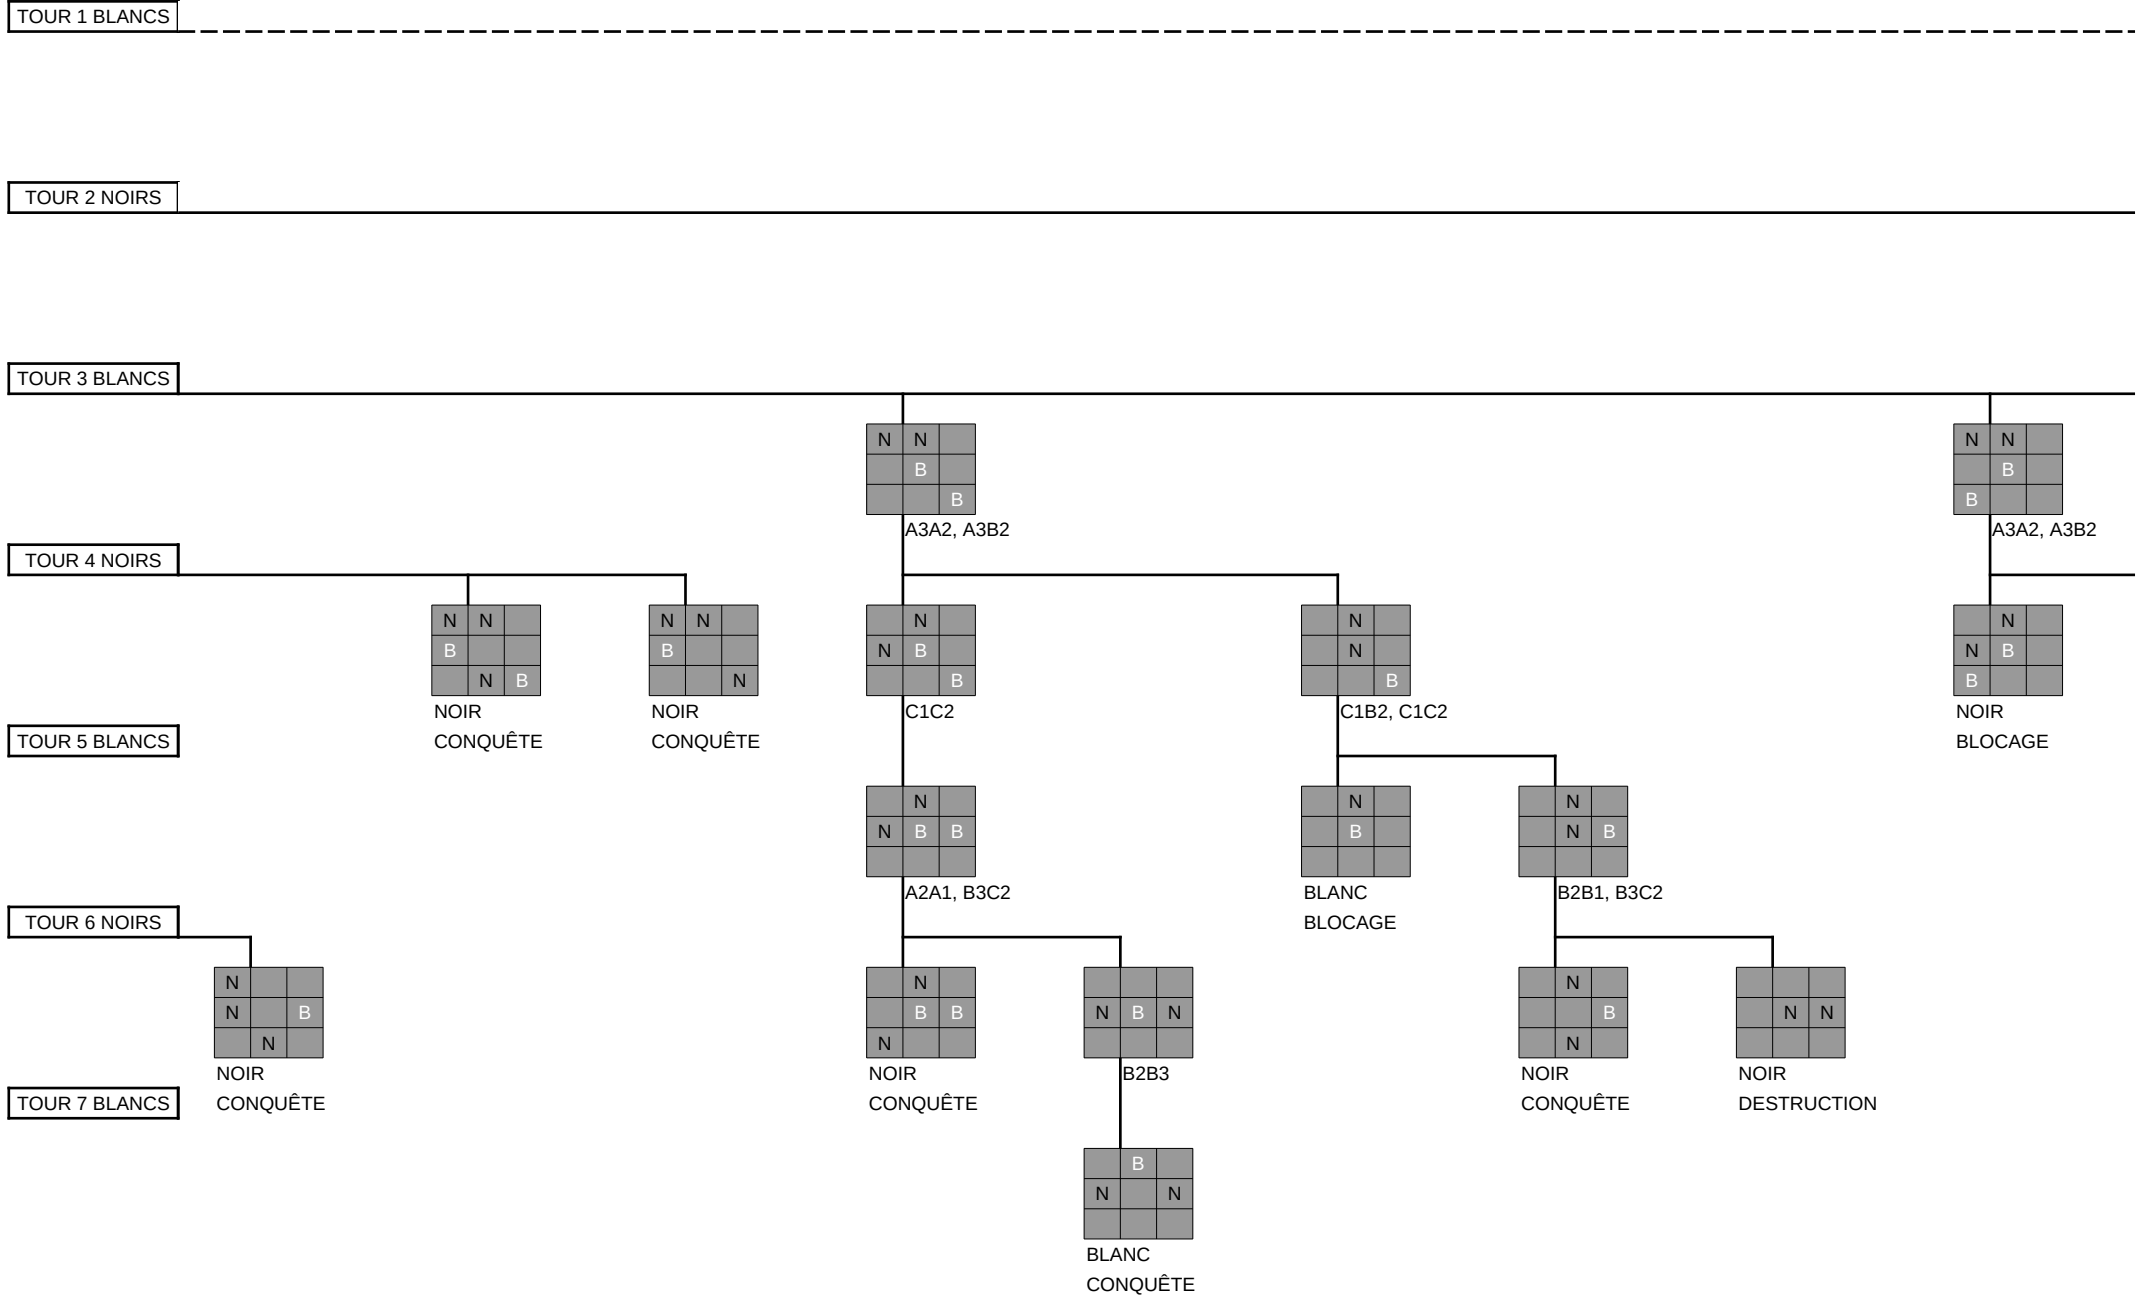 TOUR 1 BLANCS
TOUR 2 NOIRS
TOUR 3 BLANCS
N N N N
B B
B B
A3A2, A3B2 A3A2, A3B2
TOUR 4 NOIRS
N N N N N N N
B B N B N N B
N B N B B B
NOIR NOIR C1C2 C1B2, C1C2 NOIR
TOUR 5 BLANCS CONQUÊTE CONQUÊTE BLOCAGE
N N N
N B B B N B
A2A1, B3C2 BLANC B2B1, B3C2
TOUR 6 NOIRS BLOCAGE
N N N
N B B B N B N B N N
N N N
NOIR NOIR B2B3 NOIR NOIR
TOUR 7 BLANCS CONQUÊTE CONQUÊTE CONQUÊTE DESTRUCTION
B
N N
BLANC
CONQUÊTE